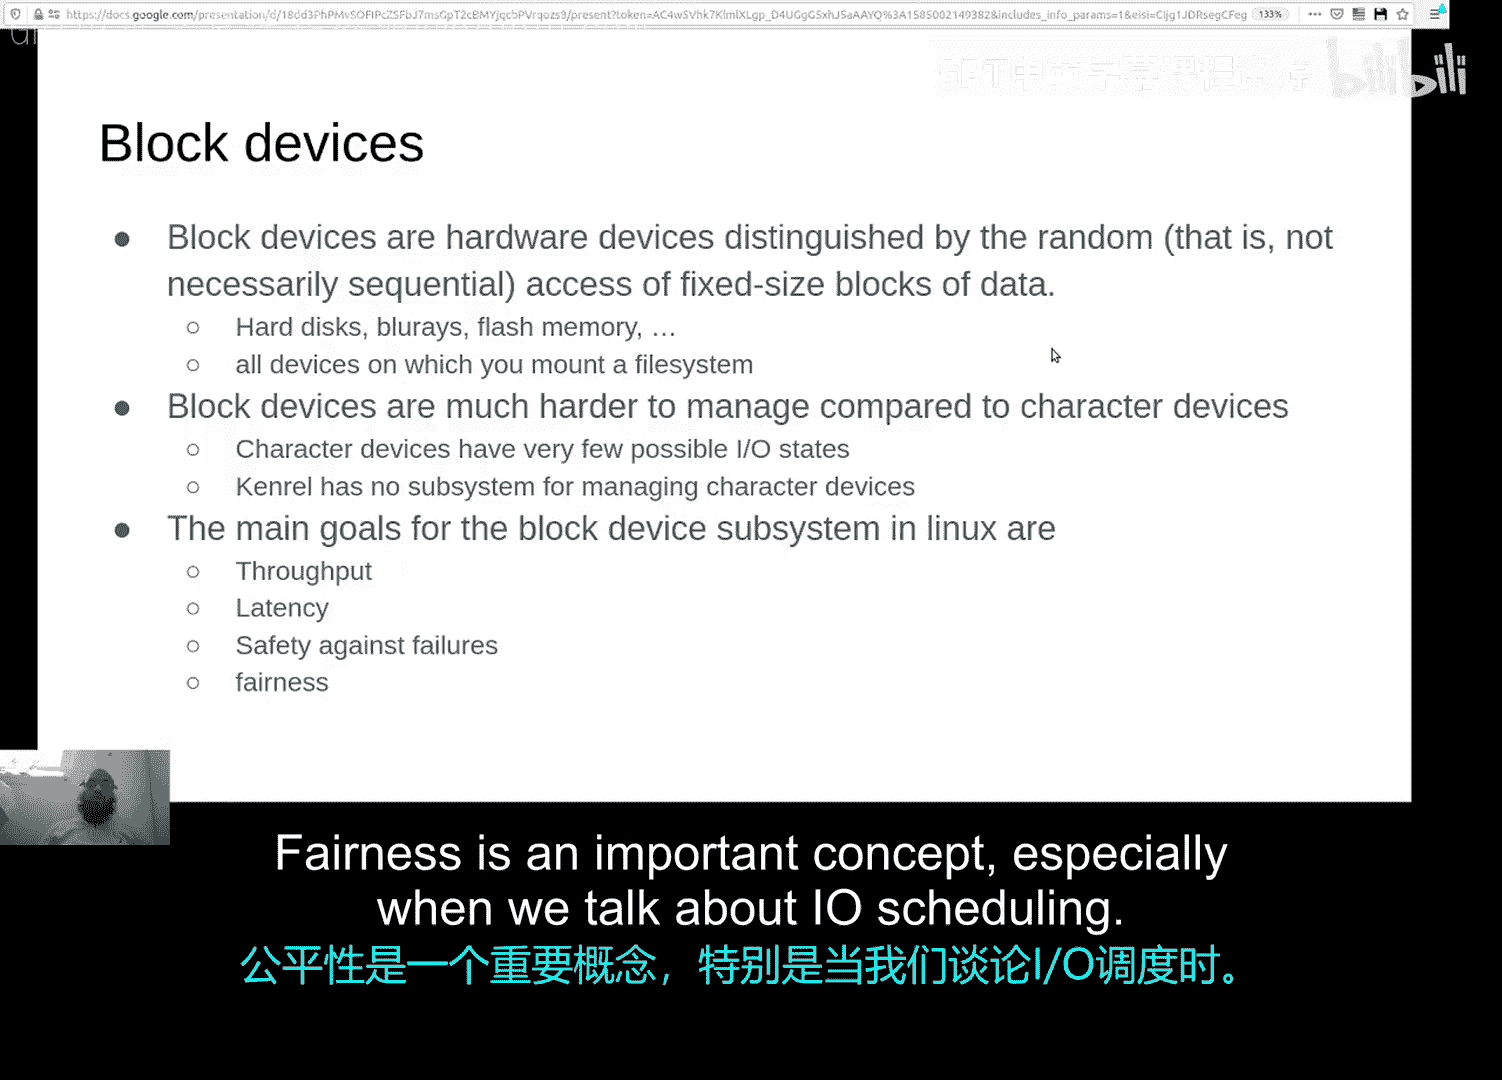 133%
bilibili
Block devices
● Block devices are hardware devices distinguished by the random (that is, not
necessarily sequential) access of fixed-size blocks of data.
○ Hard disks, blurays, flash memory, …
○ all devices on which you mount a filesystem
● Block devices are much harder to manage compared to character devices
○ Character devices have very few possible I/O states
○ Kenrel has no subsystem for managing character devices
● The main goals for the block device subsystem in linux are
○ Throughput
○ Latency
○ Safety against failures
○ fairness
Fairness is an important concept, especially
when we talk about IO scheduling.
公平性是一个重要概念，特别是当我们谈论I/O调度时。